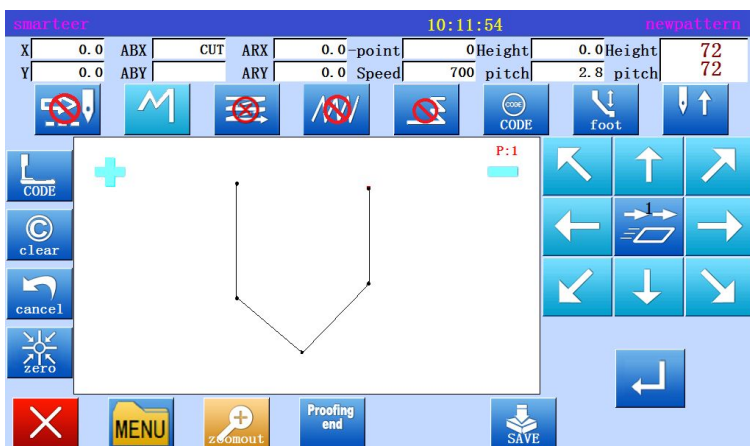 smarteer 10:11:54 newpattern
X 0.0 ABX CUT ARX 0.0 -point 0 Height 0.0 Height 72
Y 0.0 ABY ARY 0.0 Speed 700 pitch 2.8 pitch 72
CODE
CODE foot
P:1
CODE
1
clear
cancel
zero
MENU
zoomout
Proofing
end
SAVE